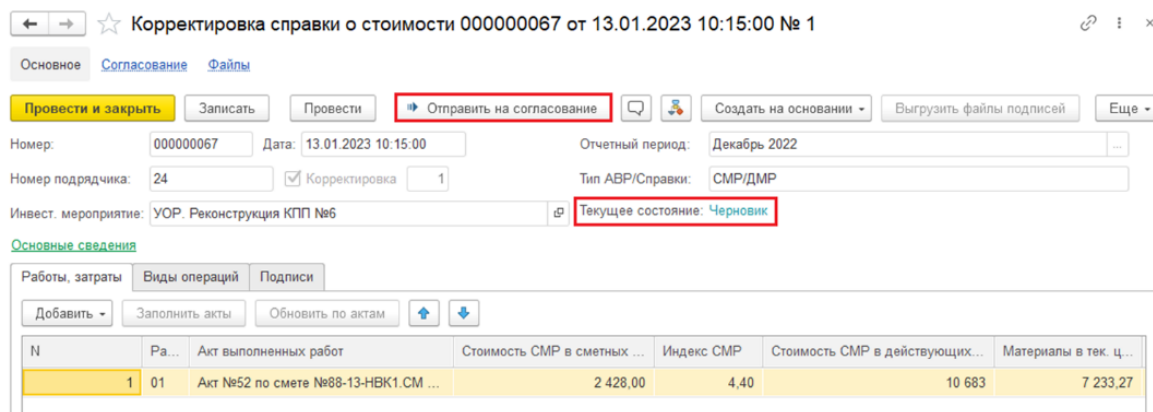 Корректировка справки о стоимости 000000067 от 13.01.2023 10:15:00 № 1
Основное Согласование Файлы
Провести и закрыть Записать Провести Отправить на согласование Создать на основании Выгрузить файлы подписей Еще
Номер: 000000067 Дата: 13.01.2023 10:15:00 Отчетный период: Декабрь 2022 ...
Номер подрядчика: 24 Корректировка 1 Тип АВР/Справки: СМР/ДМР
Инвест. мероприятие: УОР. Реконструкция КПП №6 Текущее состояние: Черновик
Основные сведения
Работы, затраты Виды операций Подписи
Добавить Заполнить акты Обновить по актам
N Ра... Акт выполненных работ Стоимость СМР в сметных ... Индекс СМР Стоимость СМР в действующих... Материалы в тек. ц...
1 01 Акт №52 по смете №88-13-НВК1.СМ ... 2 428,00 4,40 10 683 7 233,27